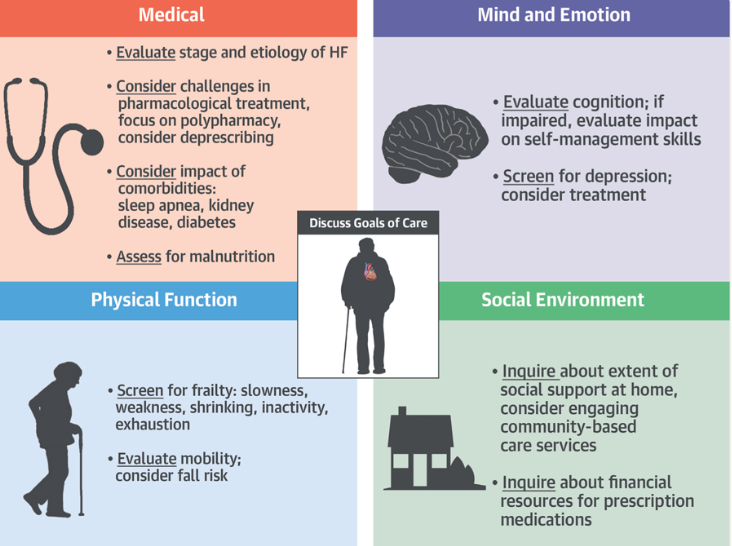 Medical
• Evaluate stage and etiology of HF
• Consider challenges in
pharmacological treatment,
focus on polypharmacy,
consider deprescribing
• Consider impact of
comorbidities:
sleep apnea, kidney
disease, diabetes
• Assess for malnutrition
Mind and Emotion
• Evaluate cognition; if
impaired, evaluate impact
on self-management skills
• Screen for depression;
consider treatment
Discuss Goals of Care
Physical Function
• Screen for frailty: slowness,
weakness, shrinking, inactivity,
exhaustion
• Evaluate mobility;
consider fall risk
Social Environment
• Inquire about extent of
social support at home,
consider engaging
community-based
care services
• Inquire about financial
resources for prescription
medications